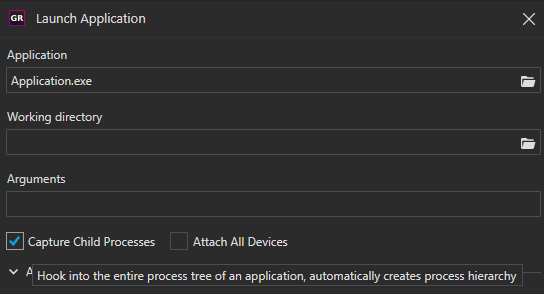 GR Launch Application
Application
Application.exe
Working directory
Arguments
Capture Child Processes Attach All Devices
Hook into the entire process tree of an application, automatically creates process hierarchy